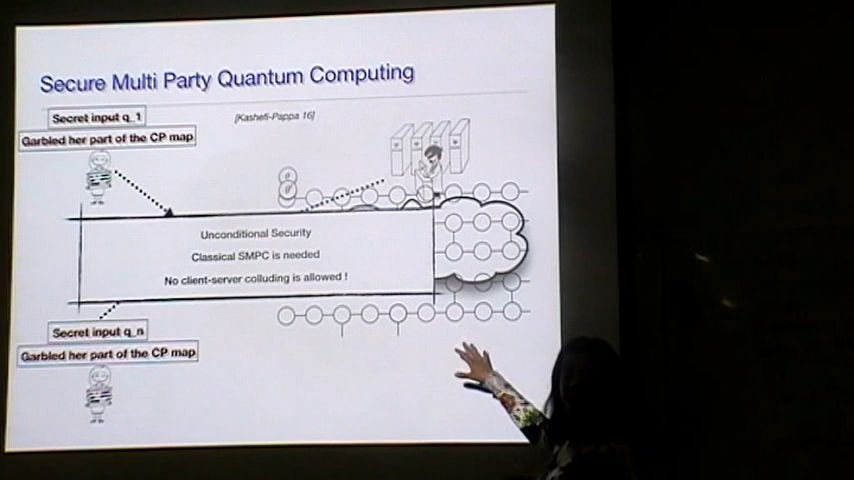 Secure Multi Party Quantum Computing
Secret input q_1
[Kashefi-Pappa 16]
Garbled her part of the CP map
Unconditional Security
Classical SMPC is needed
No client-server colluding is allowed !
Secret input q_n
Garbled her part of the CP map